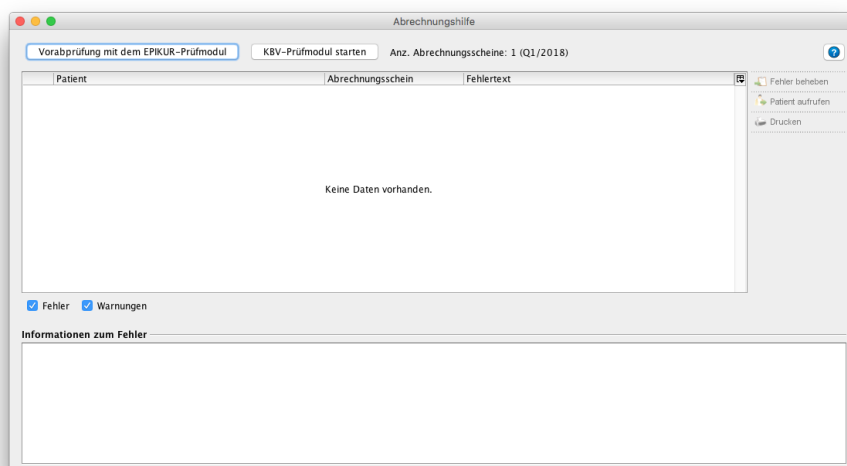 Abrechnungshilfe
Vorabprüfung mit dem EPIKUR-Prüfmodul KBV-Prüfmodul starten Anz. Abrechnungsscheine: 1 (Q1/2018) ?
Patient Abrechnungsschein Fehlertext
Fehler beheben
Patient aufrufen
Drucken
Keine Daten vorhanden.
Fehler Warnungen
Informationen zum Fehler